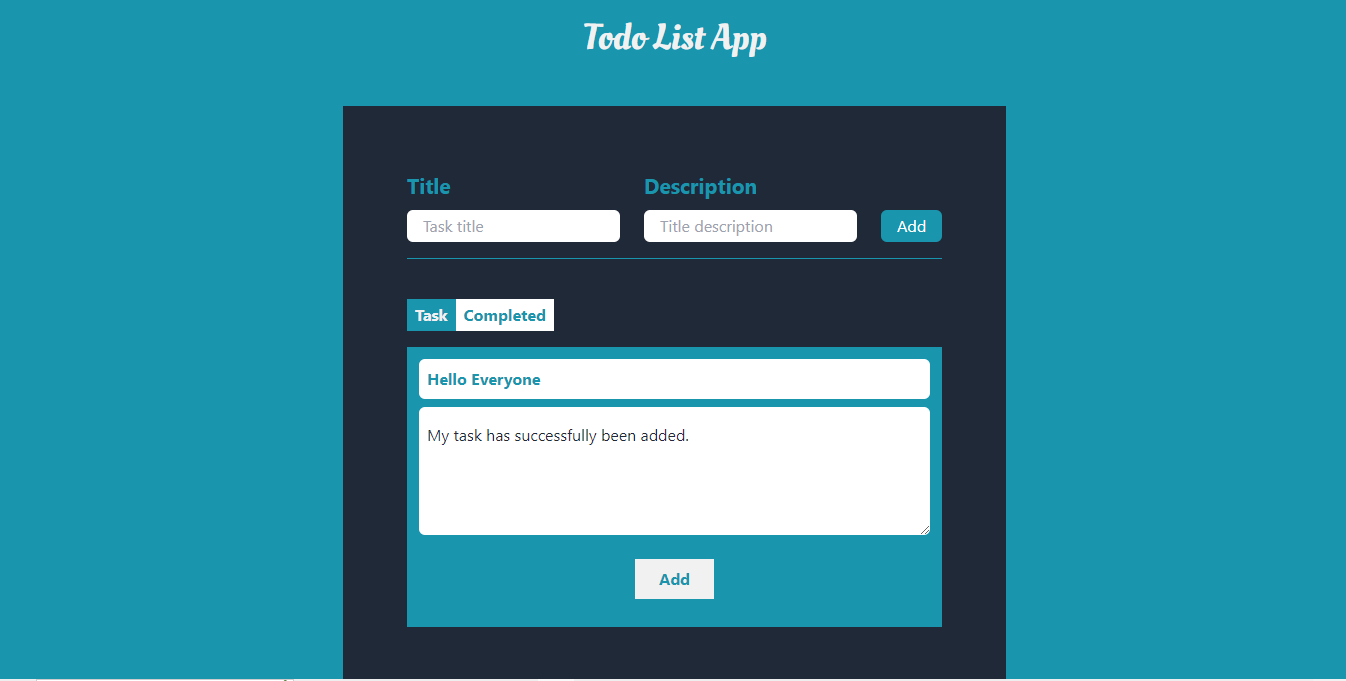 Todo List App
Title Description
Task title Title description Add
Task Completed
Hello Everyone
My task has successfully been added.
Add